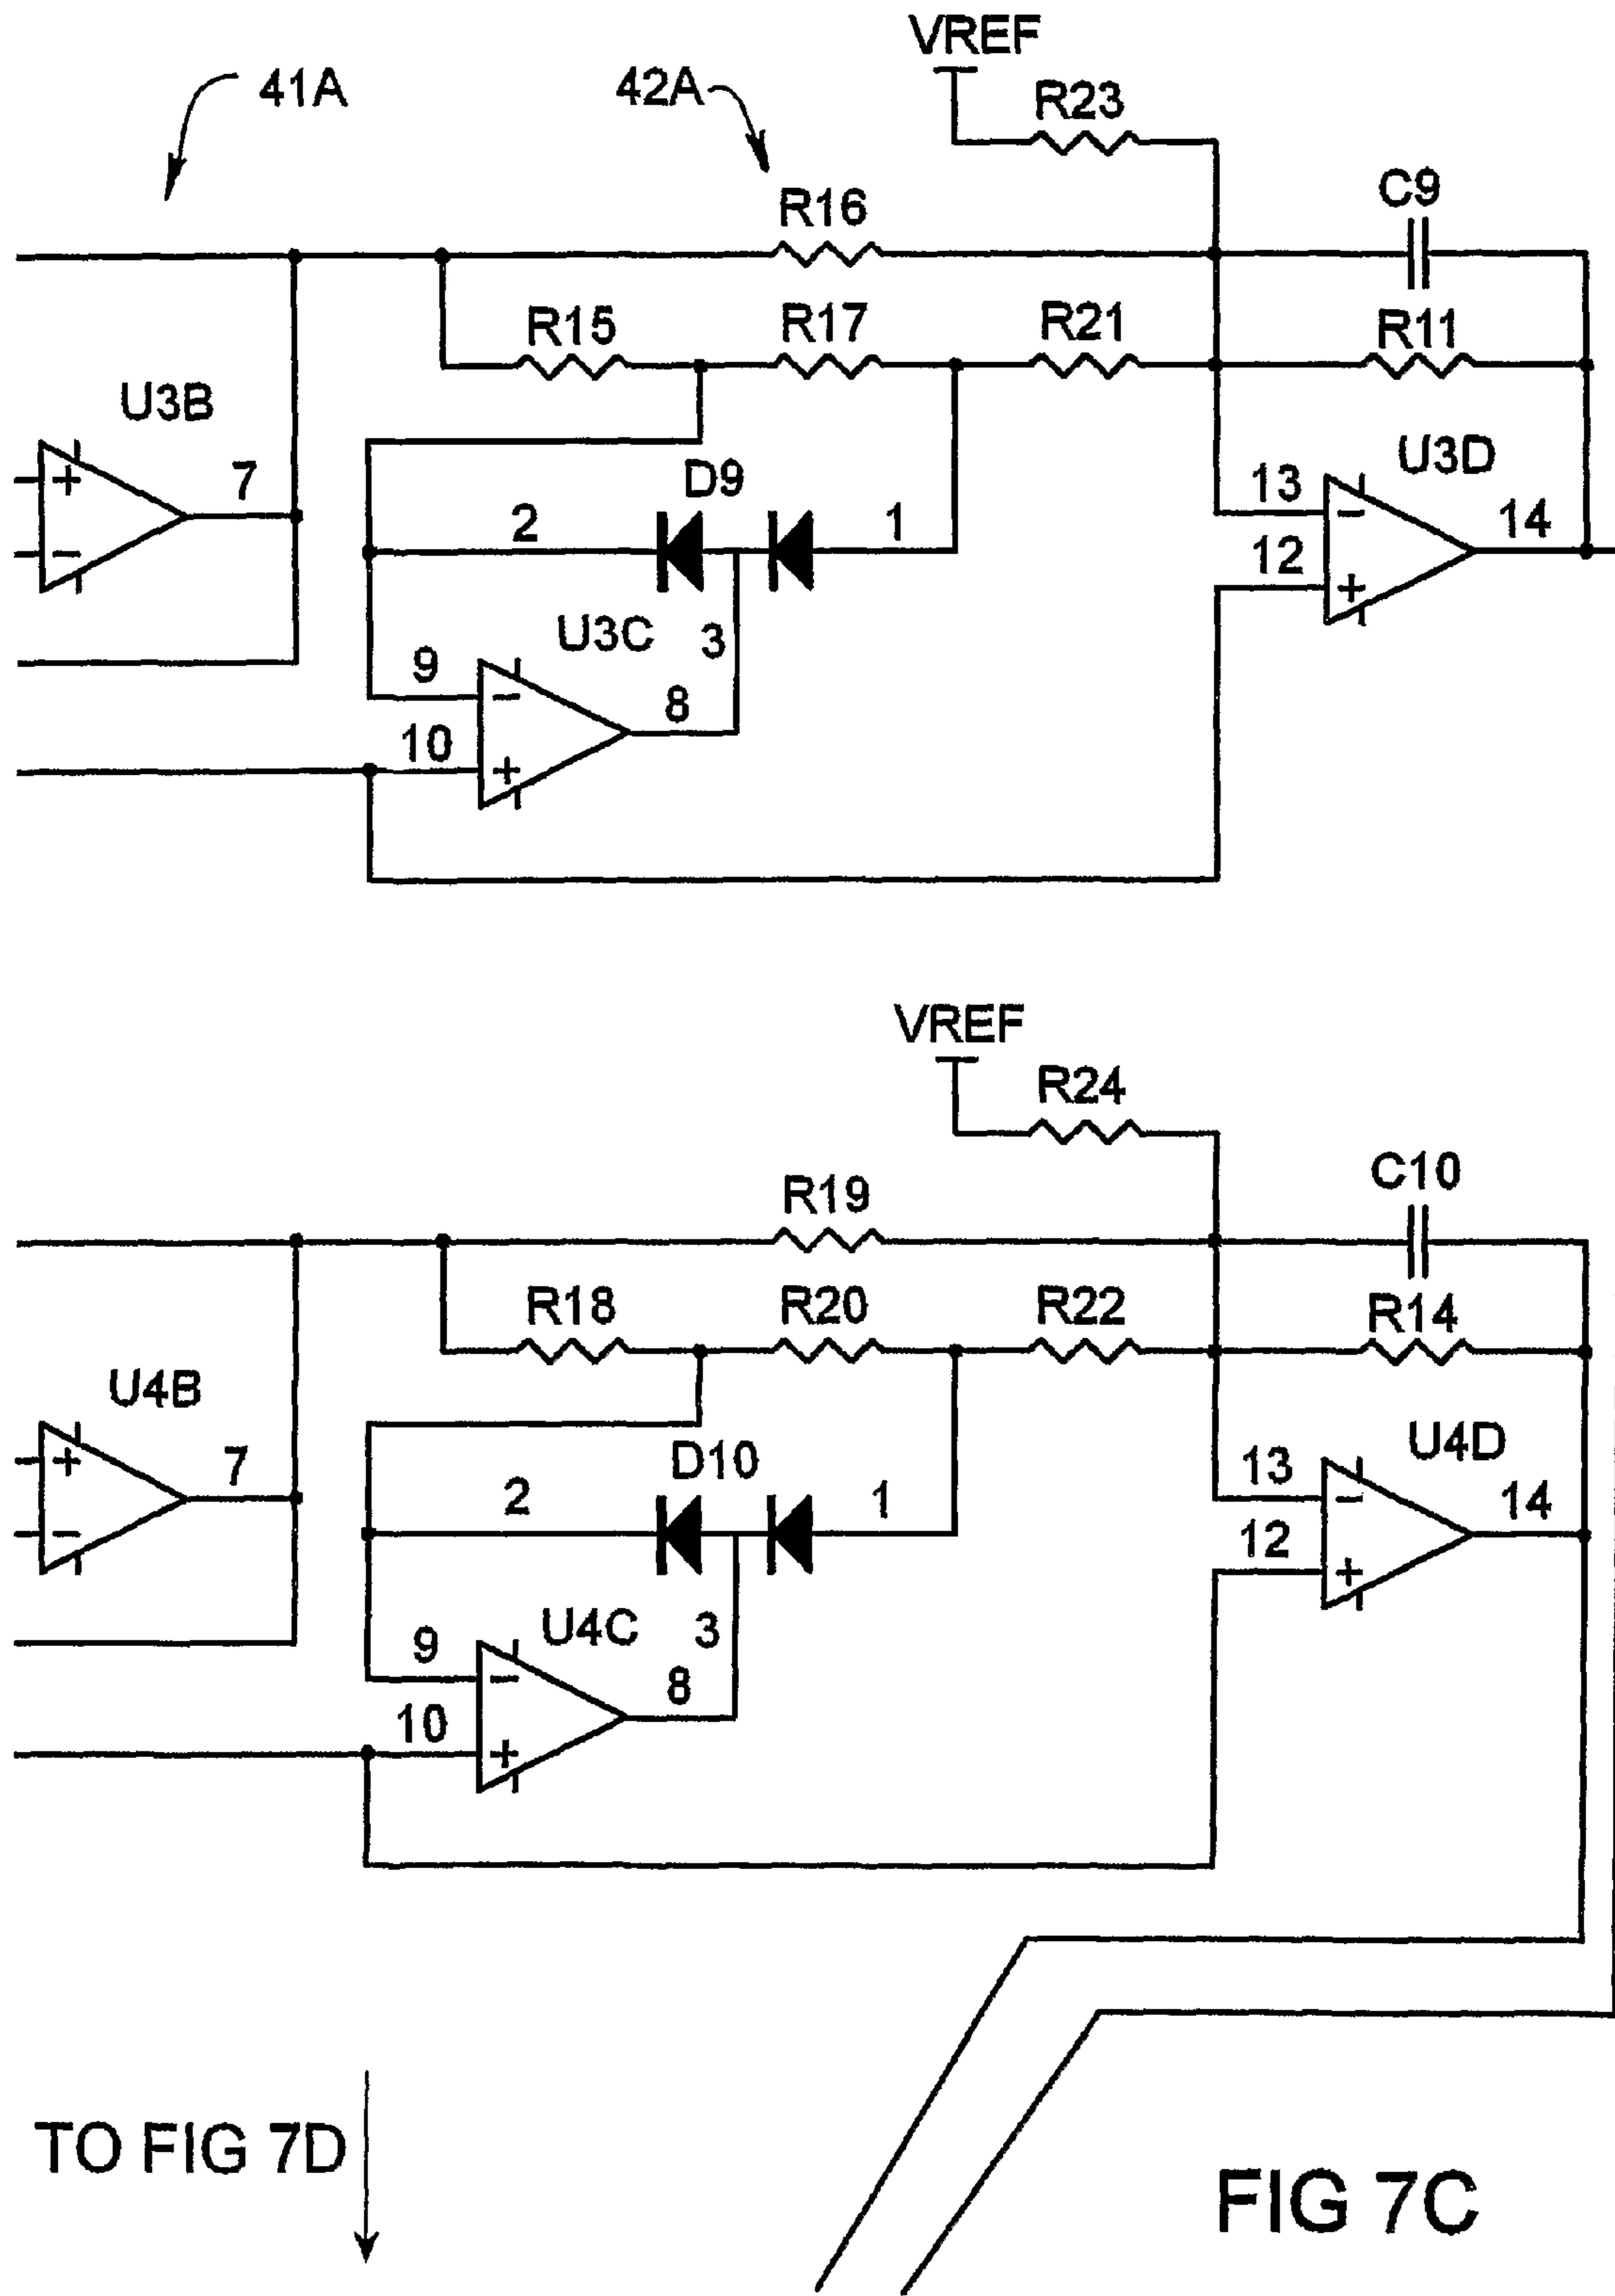 VREF
41A
42A
R23
R16
C9
R15
R17
R21
R11
U3B
7
+
−
D9
2
1
U3D
13
−
12
+
14
U3C
3
9
−
8
10
+
VREF
R24
R19
C10
R18
R20
R22
R14
U4B
7
+
−
D10
2
1
U4D
13
−
12
+
14
U4C
3
9
−
8
10
+
TO FIG 7D
FIG 7C